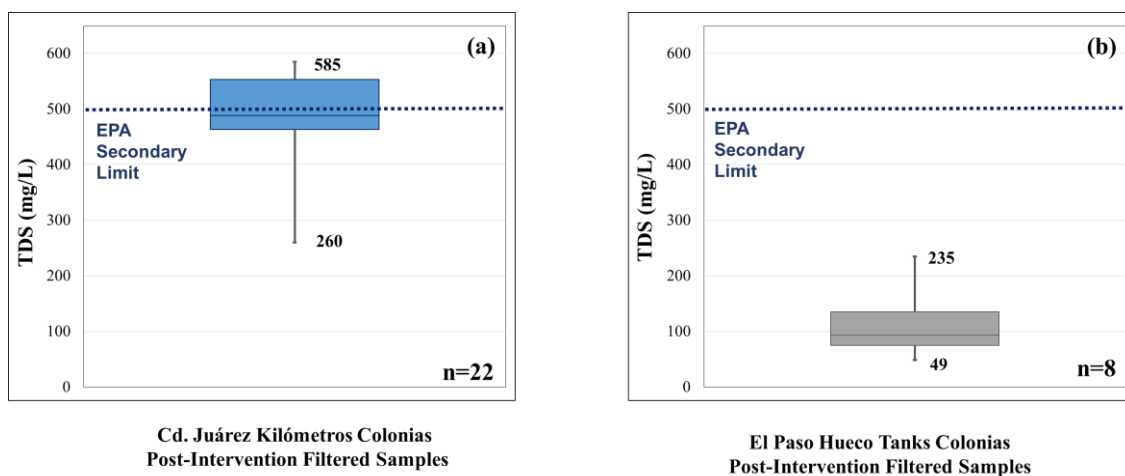 (a)
600
500
400
300
200
100
0
TDS (mg/L)
585
EPA
Secondary
Limit
260
n=22
Cd. Juárez Kilómetros Colonias
Post-Intervention Filtered Samples
(b)
600
500
400
300
200
100
0
TDS (mg/L)
EPA
Secondary
Limit
235
49
n=8
El Paso Hueco Tanks Colonias
Post-Intervention Filtered Samples